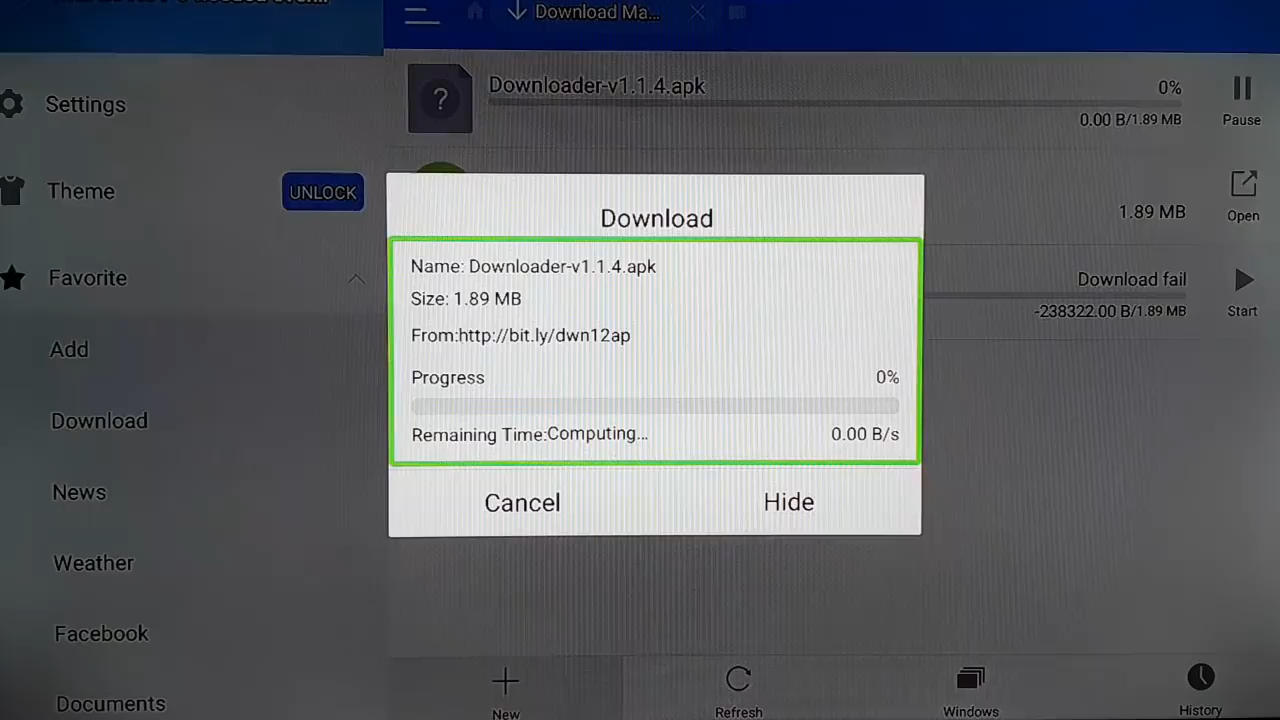 Download Ma...
Settings
Theme
UNLOCK
Favorite
Add
Download
News
Weather
Facebook
Documents
?
Downloader-v1.1.4.apk
0%
0.00 B/1.89 MB
Pause
1.89 MB
Open
Download fail
-238322.00 B/1.89 MB
Start
Download
Name: Downloader-v1.1.4.apk
Size: 1.89 MB
From:http://bit.ly/dwn12ap
Progress 0%
Remaining Time:Computing... 0.00 B/s
Cancel Hide
New
Refresh
Windows
History